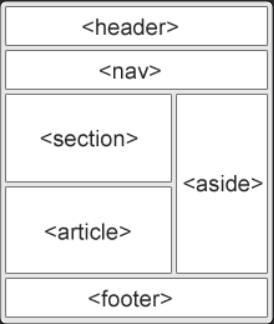 <header>
<nav>
<section>
<aside>
<article>
<footer>